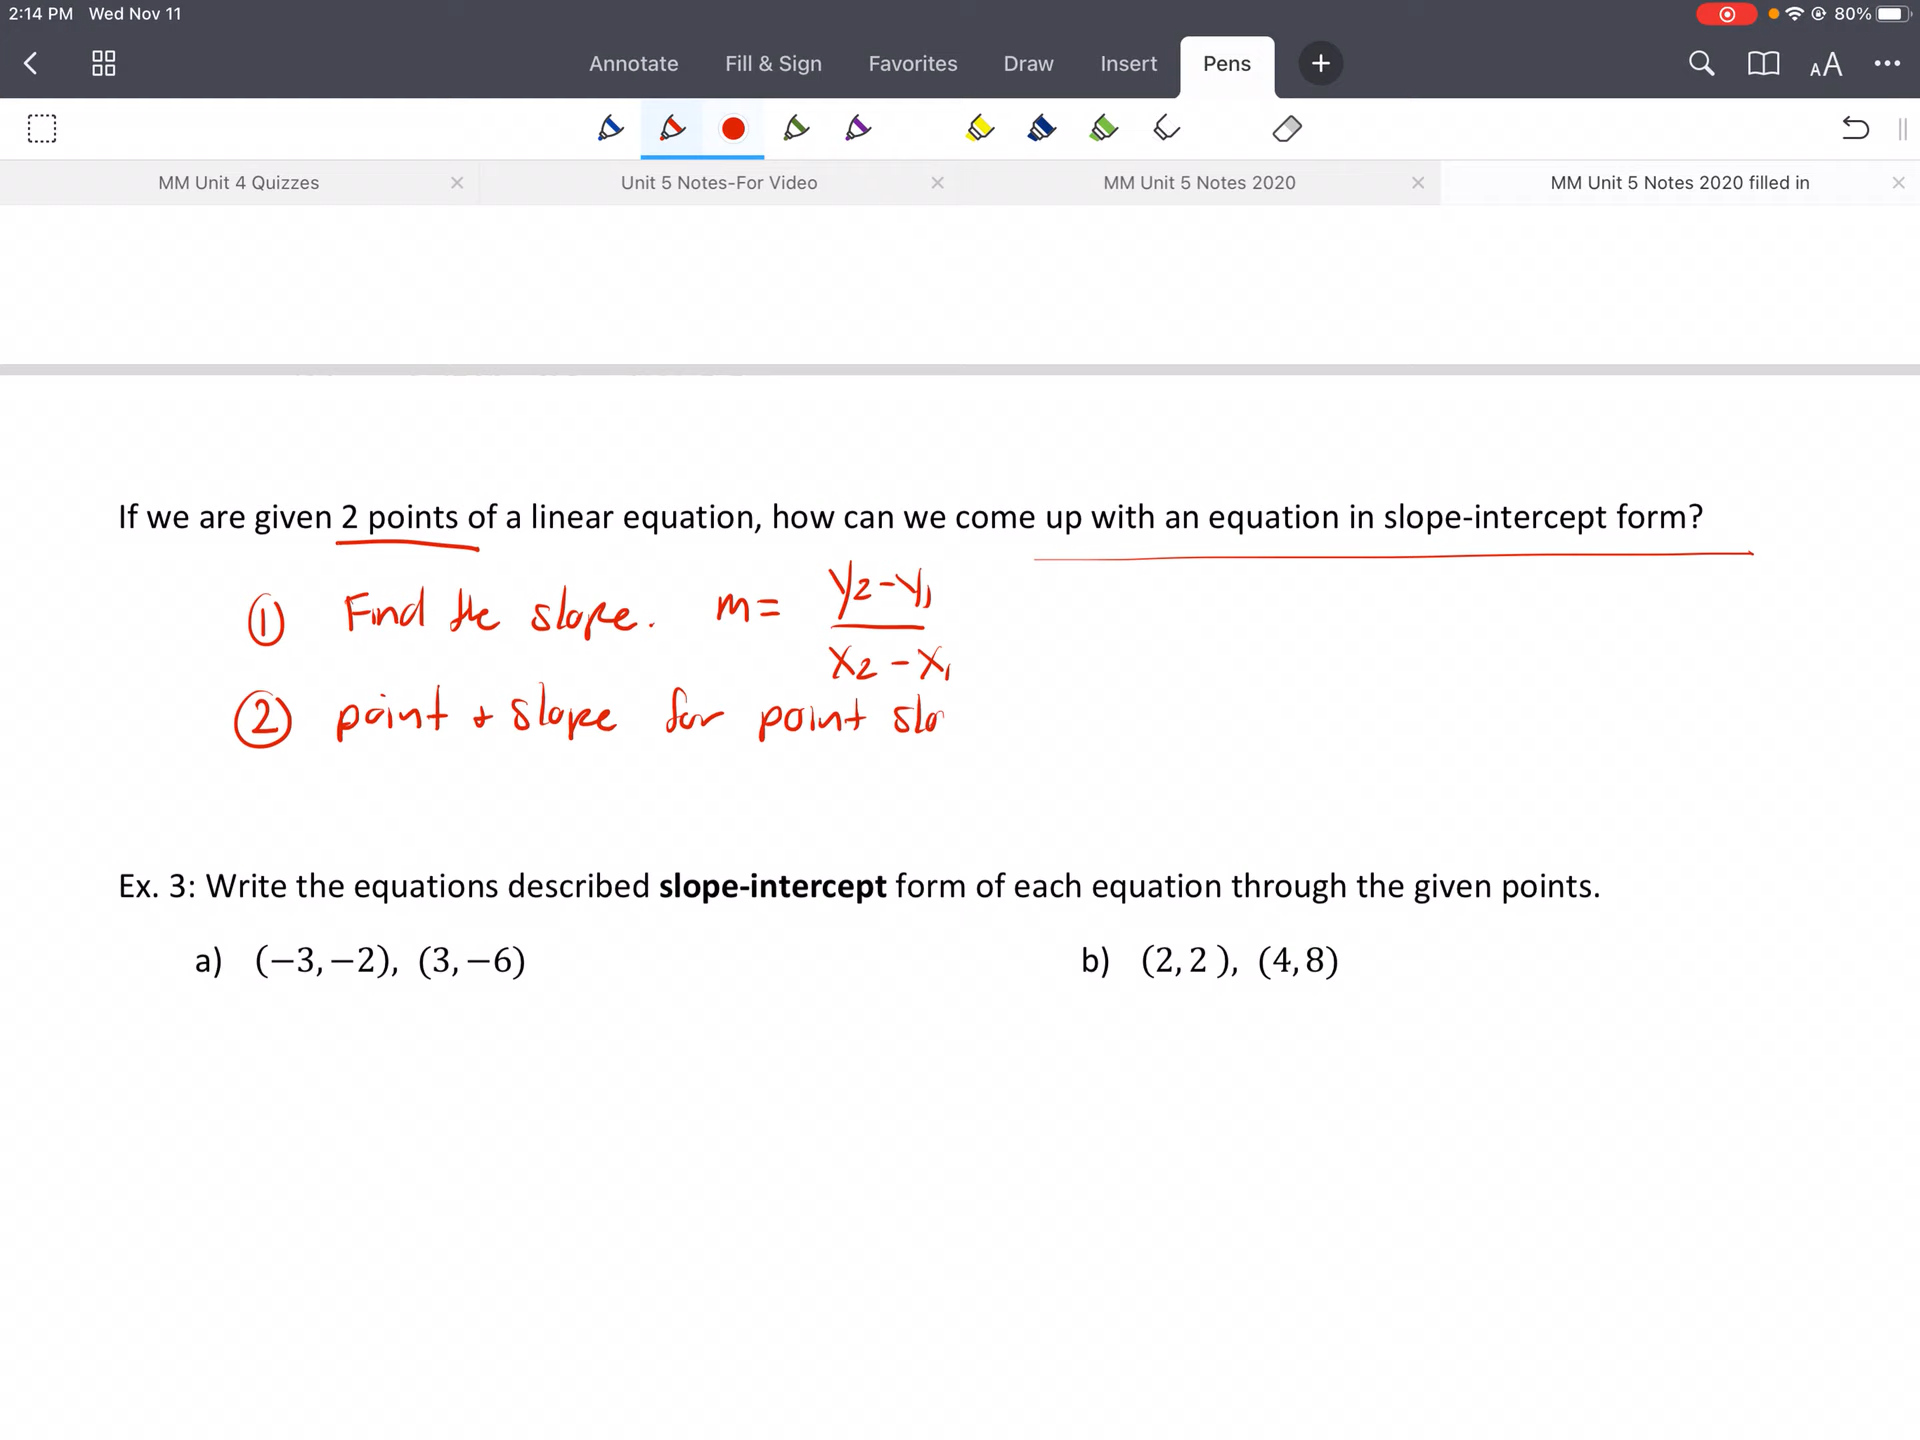 2:14 PM Wed Nov 11 80%
Annotate Fill & Sign Favorites Draw Insert Pens AA
MM Unit 4 Quizzes Unit 5 Notes-For Video MM Unit 5 Notes 2020 MM Unit 5 Notes 2020 filled in
If we are given 2 points of a linear equation, how can we come up with an equation in slope-intercept form?
① Find the slope. m = y₂-y₁
x₂ - x₁
② point + slope for point slo
Ex. 3: Write the equations described slope-intercept form of each equation through the given points.
a) (−3,−2), (3,−6) b) (2,2 ), (4,8)